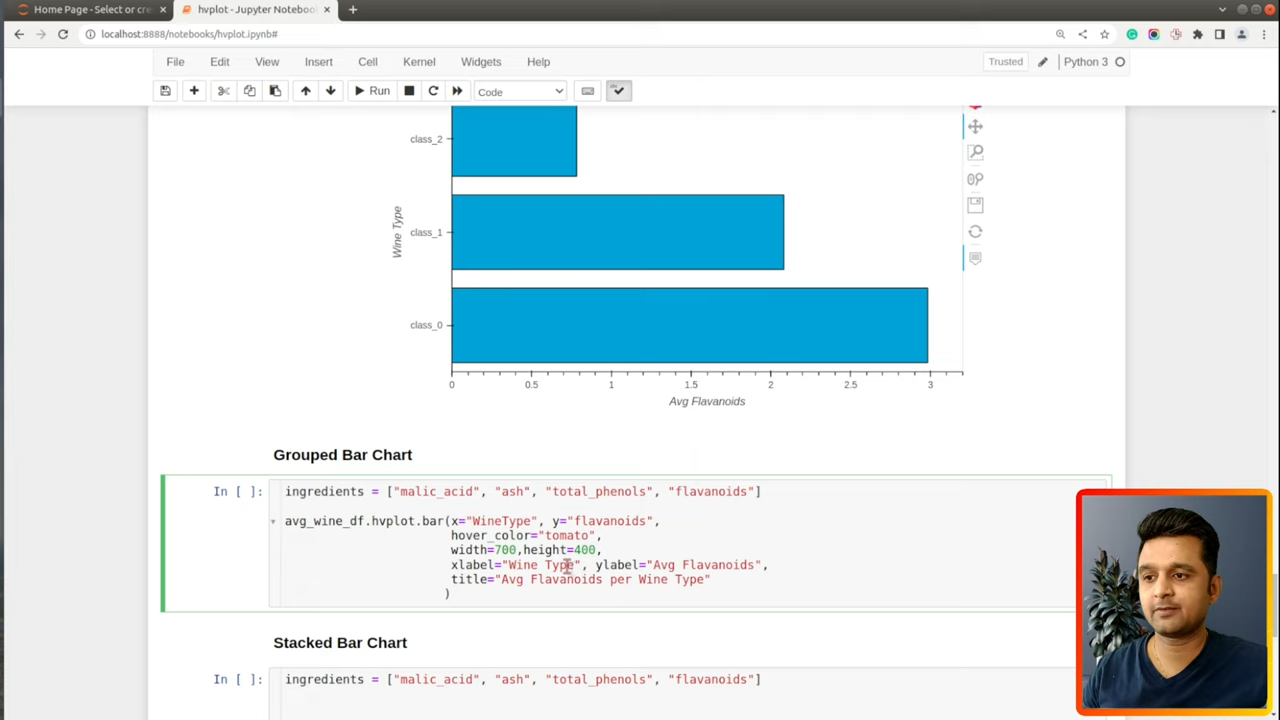 Home Page - Select or cre
hvplot - Jupyter Notebook
localhost:8888/notebooks/hvplot.ipynb#
File Edit View Insert Cell Kernel Widgets Help
Trusted Python 3
Run Code
class_2
class_1
class_0
Wine Type
0 0.5 1 1.5 2 2.5 3
Avg Flavanoids
Grouped Bar Chart
In [ ]: ingredients = ["malic_acid", "ash", "total_phenols", "flavanoids"]
avg_wine_df.hvplot.bar(x="WineType", y="flavanoids",
hover_color="tomato",
width=700,height=400,
xlabel="Wine Type", ylabel="Avg Flavanoids",
title="Avg Flavanoids per Wine Type"
)
Stacked Bar Chart
In [ ]: ingredients = ["malic_acid", "ash", "total_phenols", "flavanoids"]